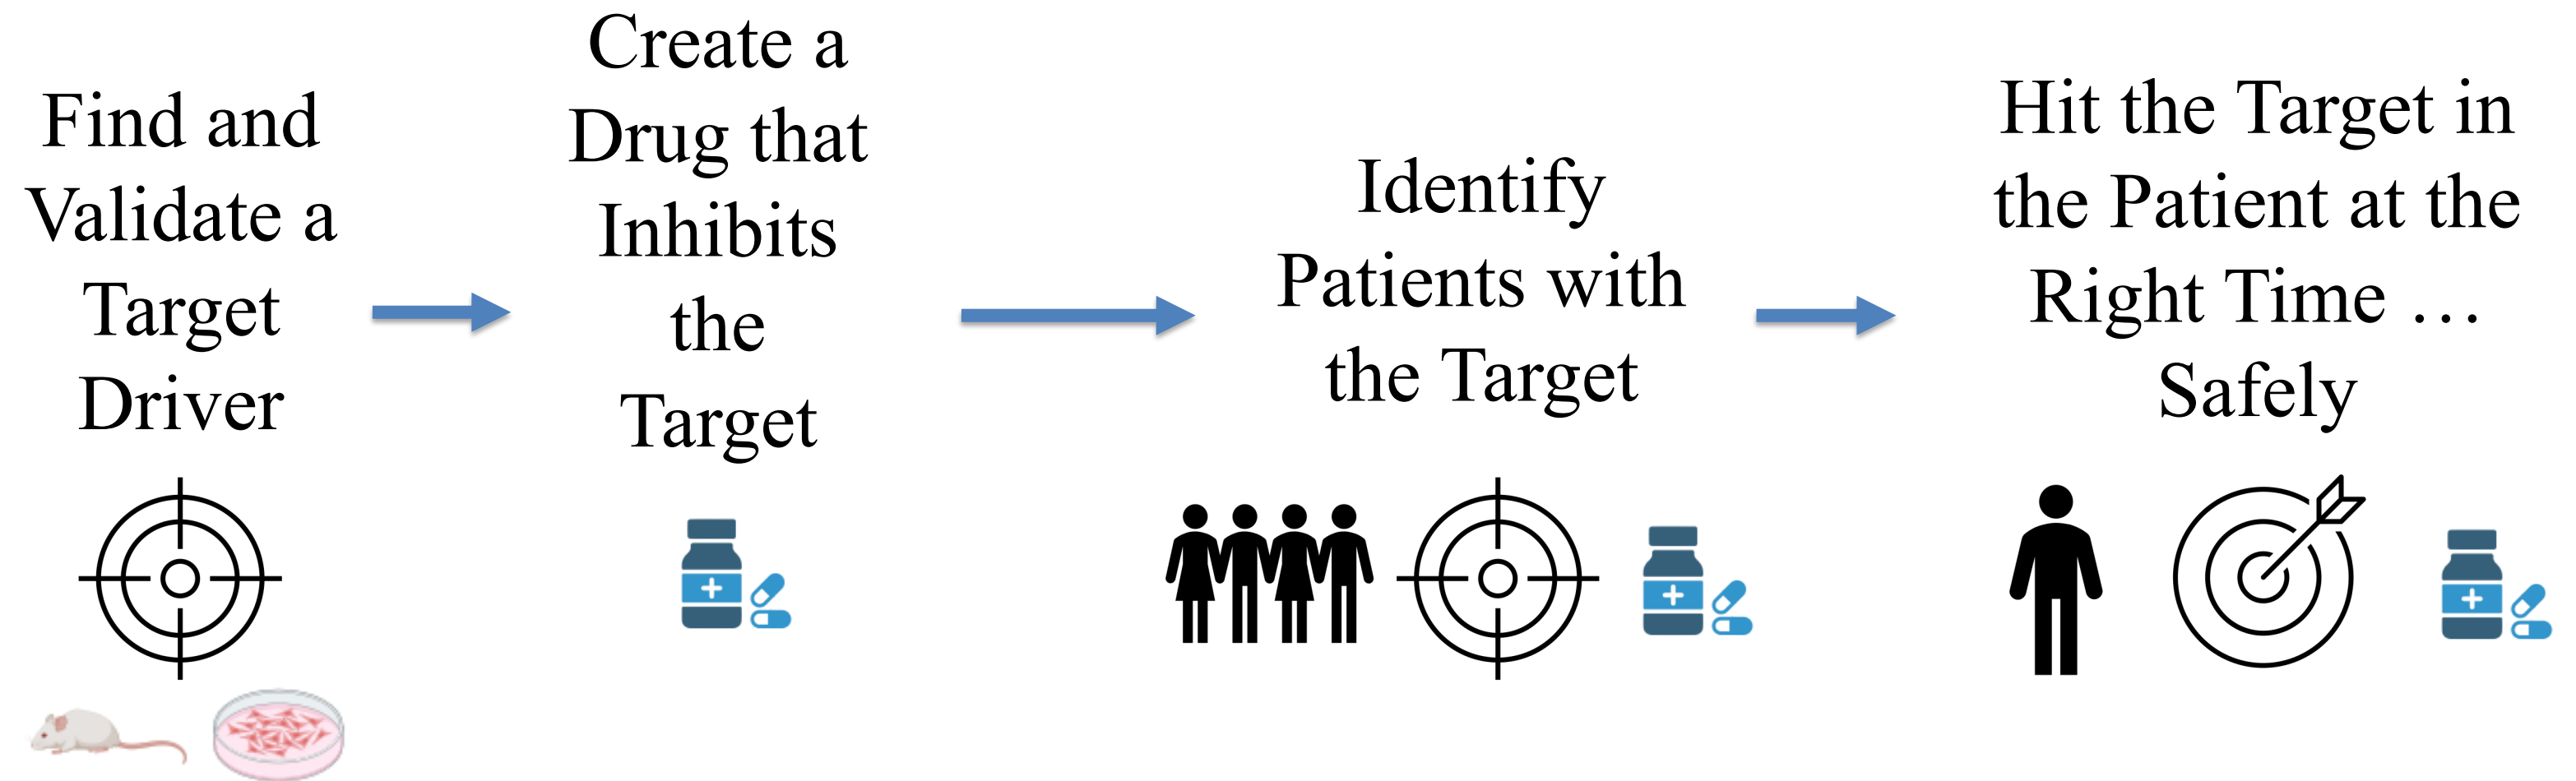 Find and
Validate a
Target
Driver
Create a
Drug that
Inhibits
the
Target
Identify
Patients with
the Target
Hit the Target in
the Patient at the
Right Time …
Safely